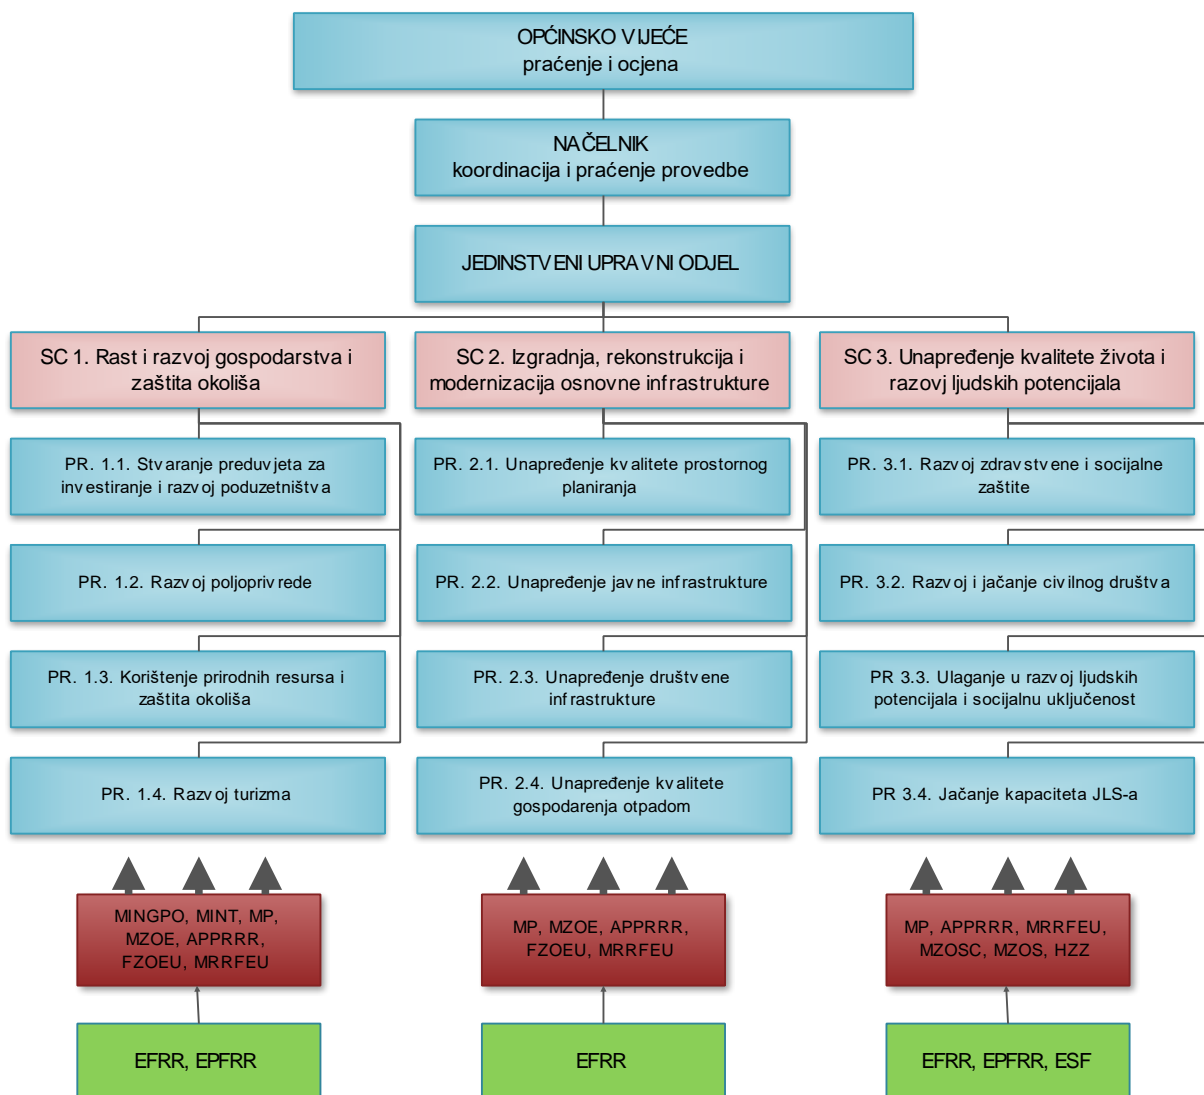 OPĆINSKO VIJEĆE
praćenje i ocjena
NAČELNIK
koordinacija i praćenje provedbe
JEDINSTVENI UPRAVNI ODJEL
SC 1. Rast i razvoj gospodarstva i
zaštita okoliša
SC 2. Izgradnja, rekonstrukcija i
modernizacija osnovne infrastrukture
SC 3. Unapređenje kvalitete života i
razovj ljudskih potencijala
PR. 1.1. Stvaranje preduvjeta za
investiranje i razvoj poduzetništva
PR. 2.1. Unapređenje kvalitete prostornog
planiranja
PR. 3.1. Razvoj zdravstvene i socijalne
zaštite
PR. 1.2. Razvoj poljoprivrede
PR. 2.2. Unapređenje javne infrastrukture
PR. 3.2. Razvoj i jačanje civilnog društva
PR. 1.3. Korištenje prirodnih resursa i
zaštita okoliša
PR. 2.3. Unapređenje društvene
infrastrukture
PR 3.3. Ulaganje u razvoj ljudskih
potencijala i socijalnu uključenost
PR. 1.4. Razvoj turizma
PR. 2.4. Unapređenje kvalitete
gospodarenja otpadom
PR 3.4. Jačanje kapaciteta JLS-a
MINGPO, MINT, MP,
MZOE, APPRRR,
FZOEU, MRRFEU
MP, MZOE, APPRRR,
FZOEU, MRRFEU
MP, APPRRR, MRRFEU,
MZOSC, MZOS, HZZ
EFRR, EPFRR
EFRR
EFRR, EPFRR, ESF